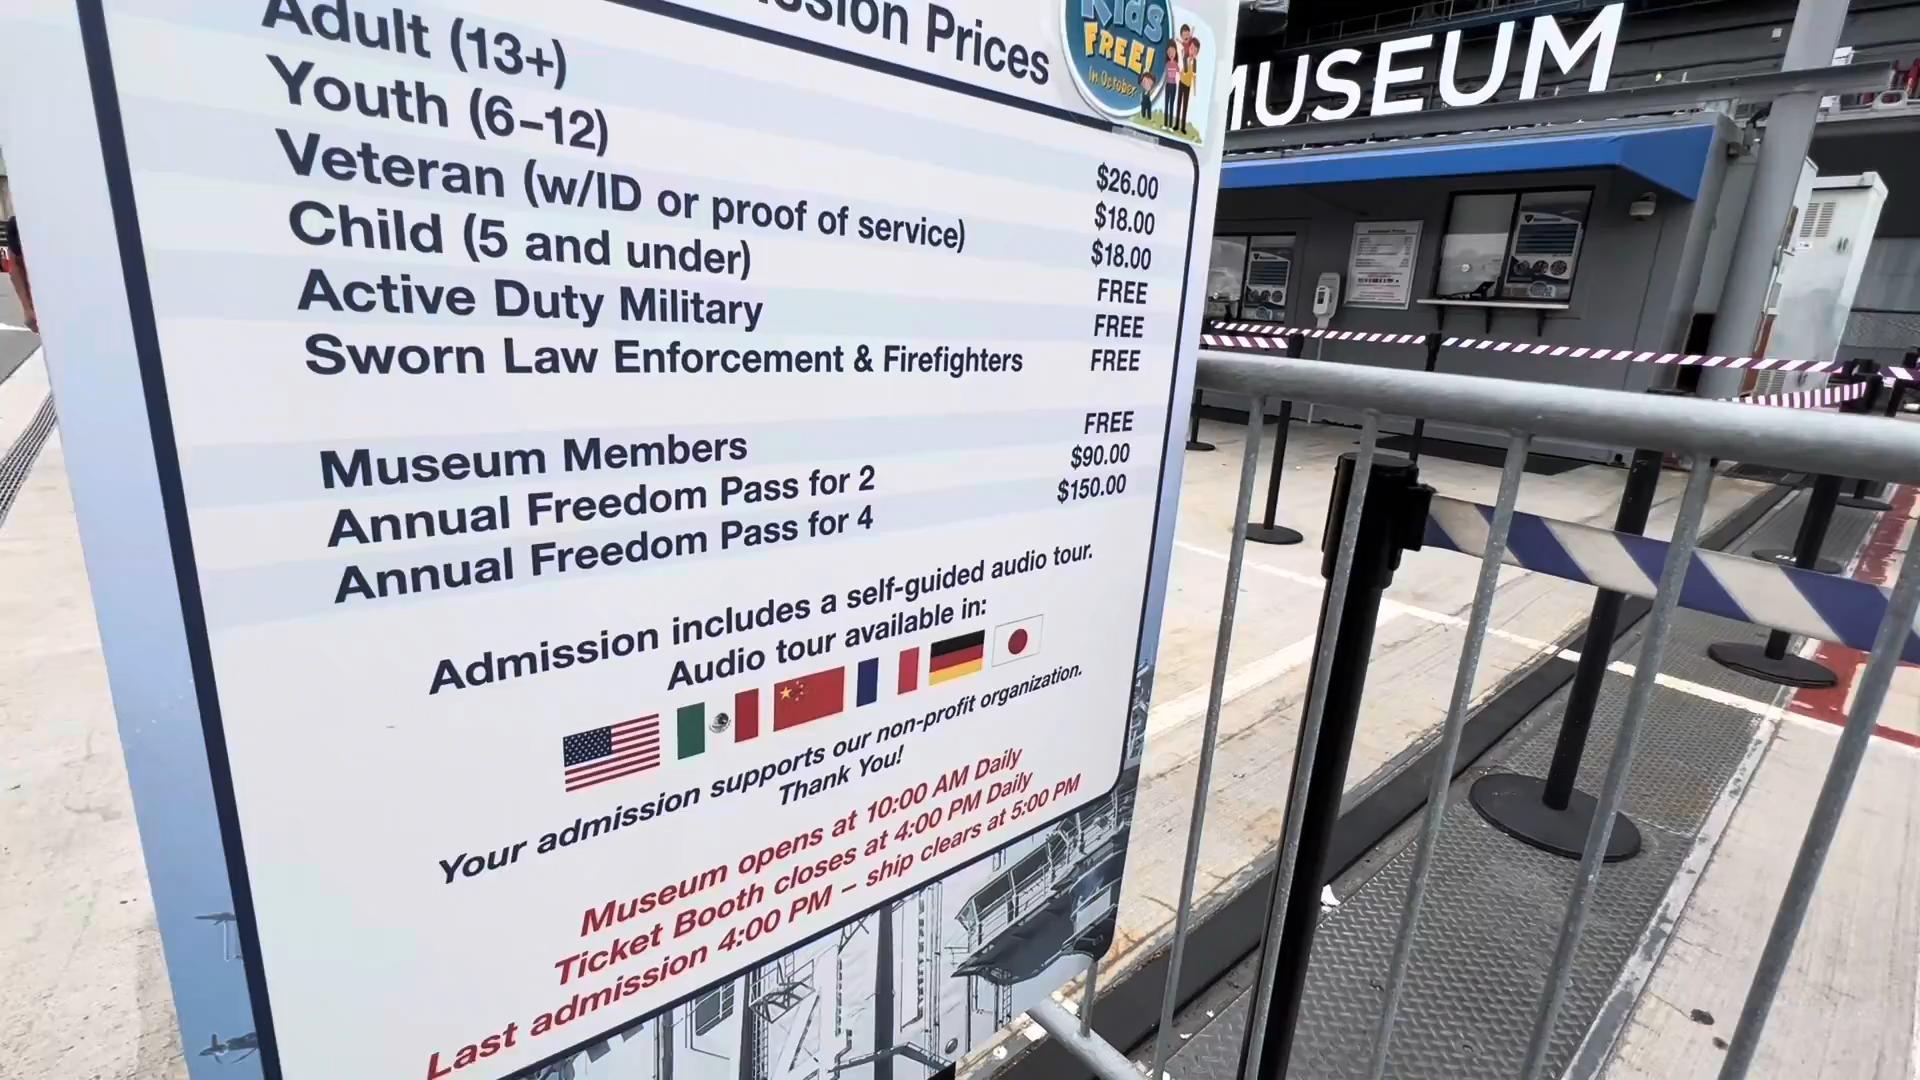 ssion Prices
Kids
FREE!
in October
MUSEUM
Adult (13+) $26.00
Youth (6–12) $18.00
Veteran (w/ID or proof of service) $18.00
Child (5 and under) FREE
Active Duty Military FREE
Sworn Law Enforcement & Firefighters FREE
Museum Members FREE
Annual Freedom Pass for 2 $90.00
Annual Freedom Pass for 4 $150.00
Admission includes a self-guided audio tour.
Audio tour available in:
Your admission supports our non-profit organization.
Thank You!
Museum opens at 10:00 AM Daily
Ticket Booth closes at 4:00 PM Daily
Last admission 4:00 PM – ship clears at 5:00 PM